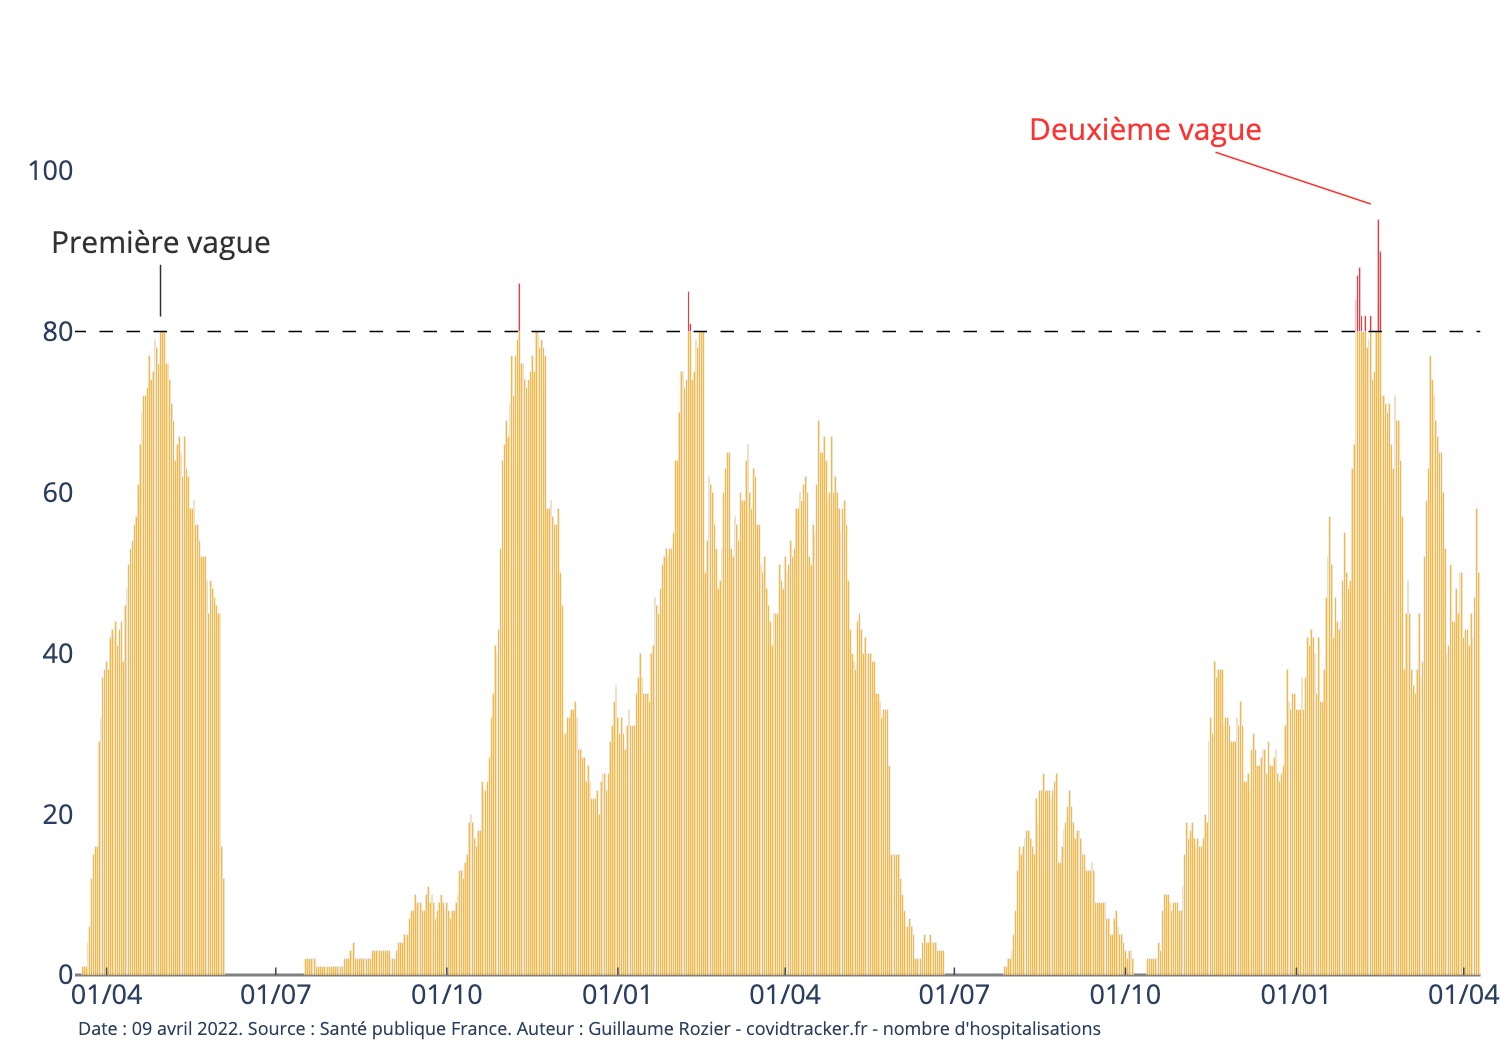 Deuxième vague
100
Première vague
80
60
40
20
0
01/04 01/07 01/10 01/01 01/04 01/07 01/10 01/01 01/04
Date : 09 avril 2022. Source : Santé publique France. Auteur : Guillaume Rozier - covidtracker.fr - nombre d'hospitalisations